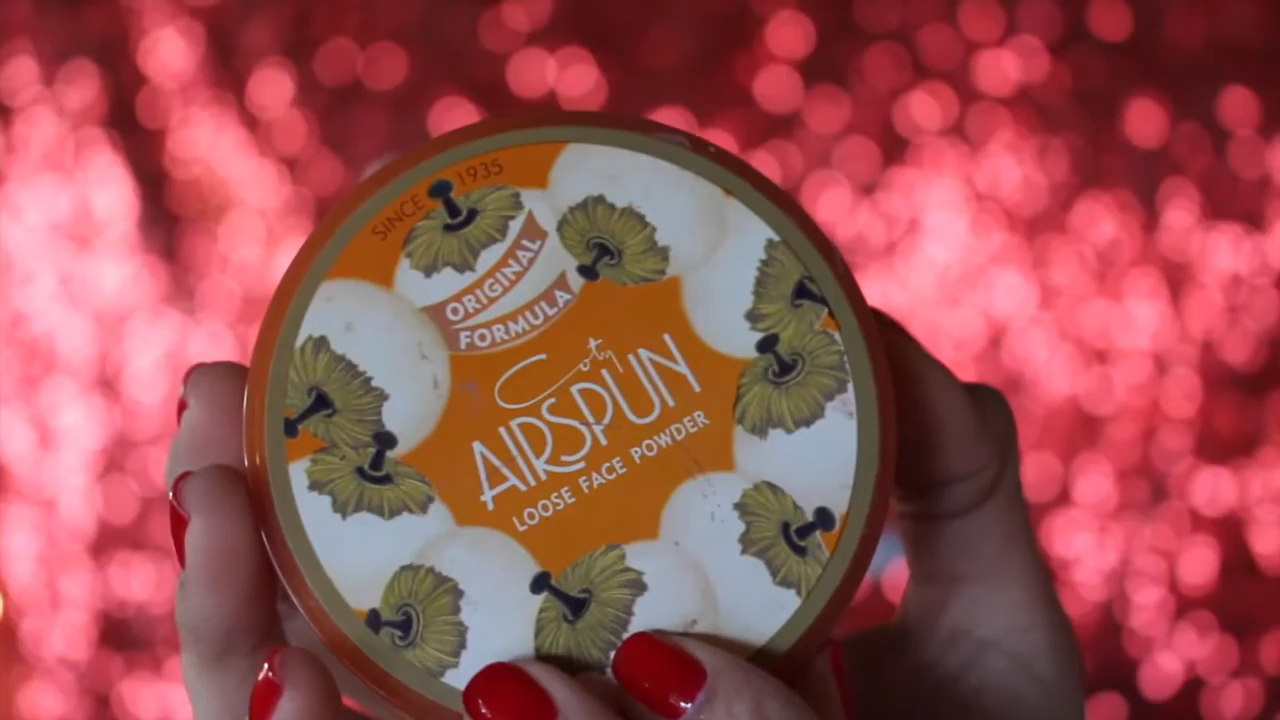 SINCE 1935
ORIGINAL
FORMULA
Coty
AIRSPUN
LOOSE FACE POWDER